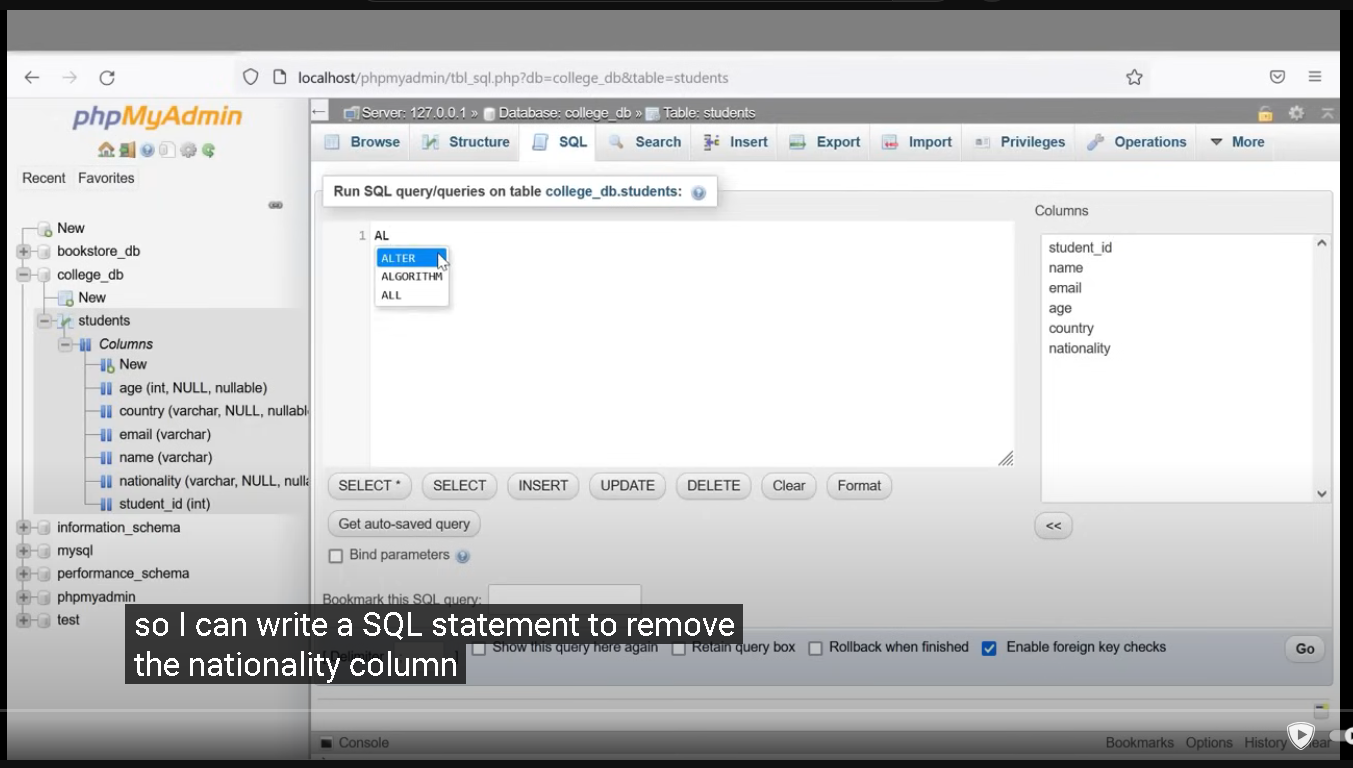 localhost/phpmyadmin/tbl_sql.php?db=college_db&table=students
phpMyAdmin
Recent Favorites
New
bookstore_db
college_db
New
students
Columns
New
age (int, NULL, nullable)
country (varchar, NULL, nullabl
email (varchar)
name (varchar)
nationality (varchar, NULL, nulla
student_id (int)
information_schema
mysql
performance_schema
phpmyadmin
test
Server: 127.0.0.1 » Database: college_db » Table: students
Browse Structure SQL Search Insert Export Import Privileges Operations More
Run SQL query/queries on table college_db.students:
1 AL
ALTER
ALGORITHM
ALL
Columns
student_id
name
email
age
country
nationality
SELECT * SELECT INSERT UPDATE DELETE Clear Format
<<
Get auto-saved query
Bind parameters
Bookmark this SQL query:
[ Delimiter ]
Show this query here again Retain query box Rollback when finished Enable foreign key checks Go
so I can write a SQL statement to remove
the nationality column
Console Bookmarks Options History